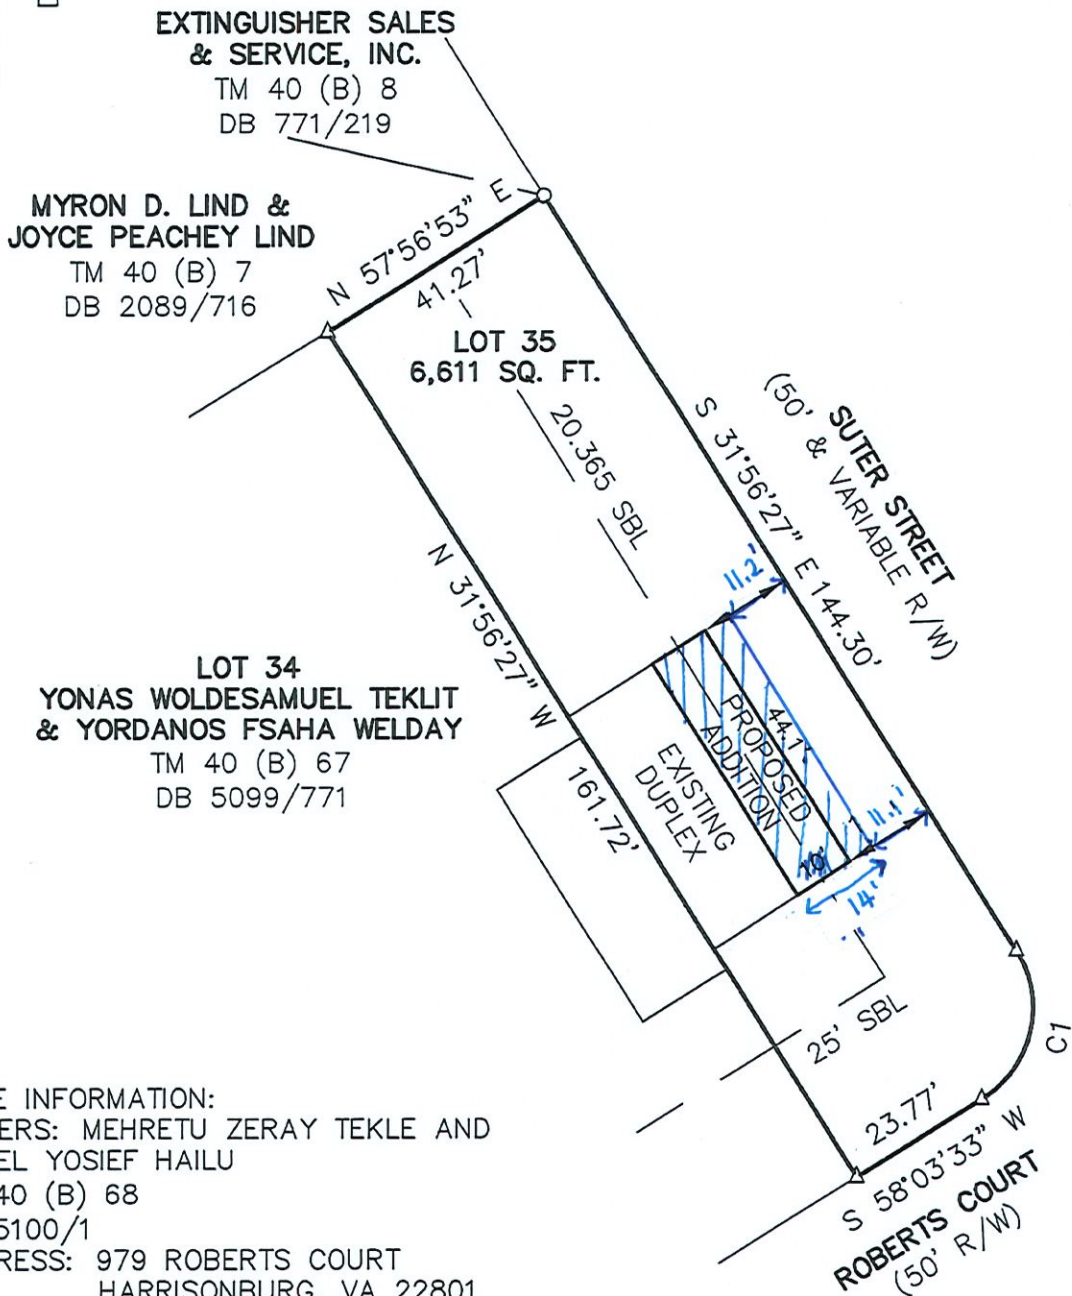 EXTINGUISHER SALES
& SERVICE, INC.
TM 40 (B) 8
DB 771/219
MYRON D. LIND &
JOYCE PEACHEY LIND
TM 40 (B) 7
DB 2089/716
N 57°56'53" E
41.27'
LOT 35
6,611 SQ. FT.
20.365 SBL
S 31°56'27" E 144.30'
SUTER STREET
(50' & VARIABLE R/W)
N 31°56'27" W
161.72'
11.2'
LOT 34
YONAS WOLDESAMUEL TEKLIT
& YORDANOS FSAHA WELDAY
TM 40 (B) 67
DB 5099/771
PROPOSED
ADDITION
44.1'
EXISTING
DUPLEX
11.1'
10'
14'
25' SBL
C1
23.77'
S 58°03'33" W
ROBERTS COURT
(50' R/W)
E INFORMATION:
ERS: MEHRETU ZERAY TEKLE AND
EL YOSIEF HAILU
40 (B) 68
5100/1
RESS: 979 ROBERTS COURT
HARRISONBURG, VA 22801